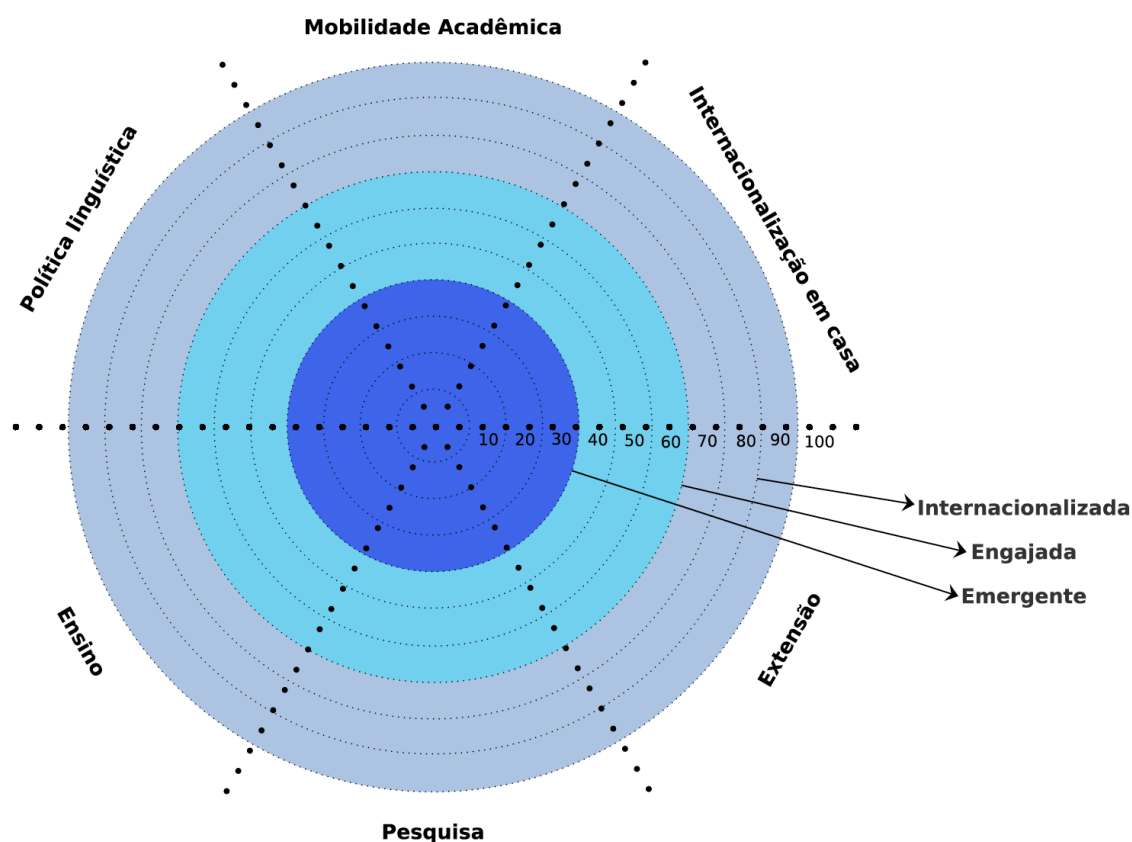 Mobilidade Acadêmica
Política linguística
Internacionalização em casa
10 20 30 40 50 60 70 80 90 100
Internacionalizada
Engajada
Emergente
Ensino
Extensão
Pesquisa